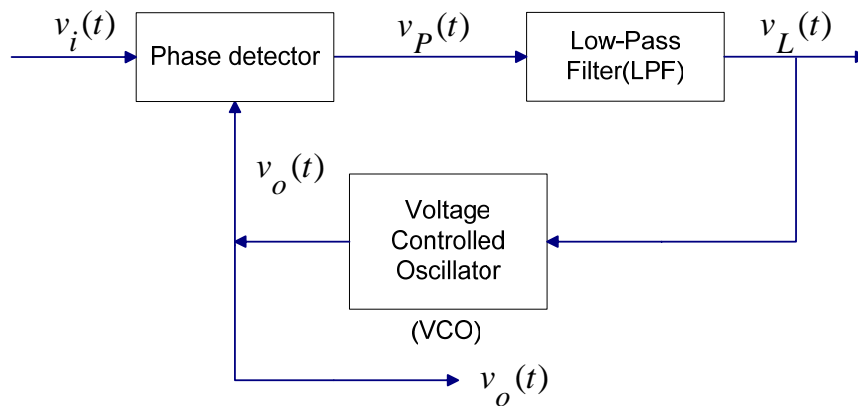 v_i(t)
Phase detector
v_P(t)
Low-Pass
Filter(LPF)
v_L(t)
v_o(t)
Voltage
Controlled
Oscillator
(VCO)
v_o(t)